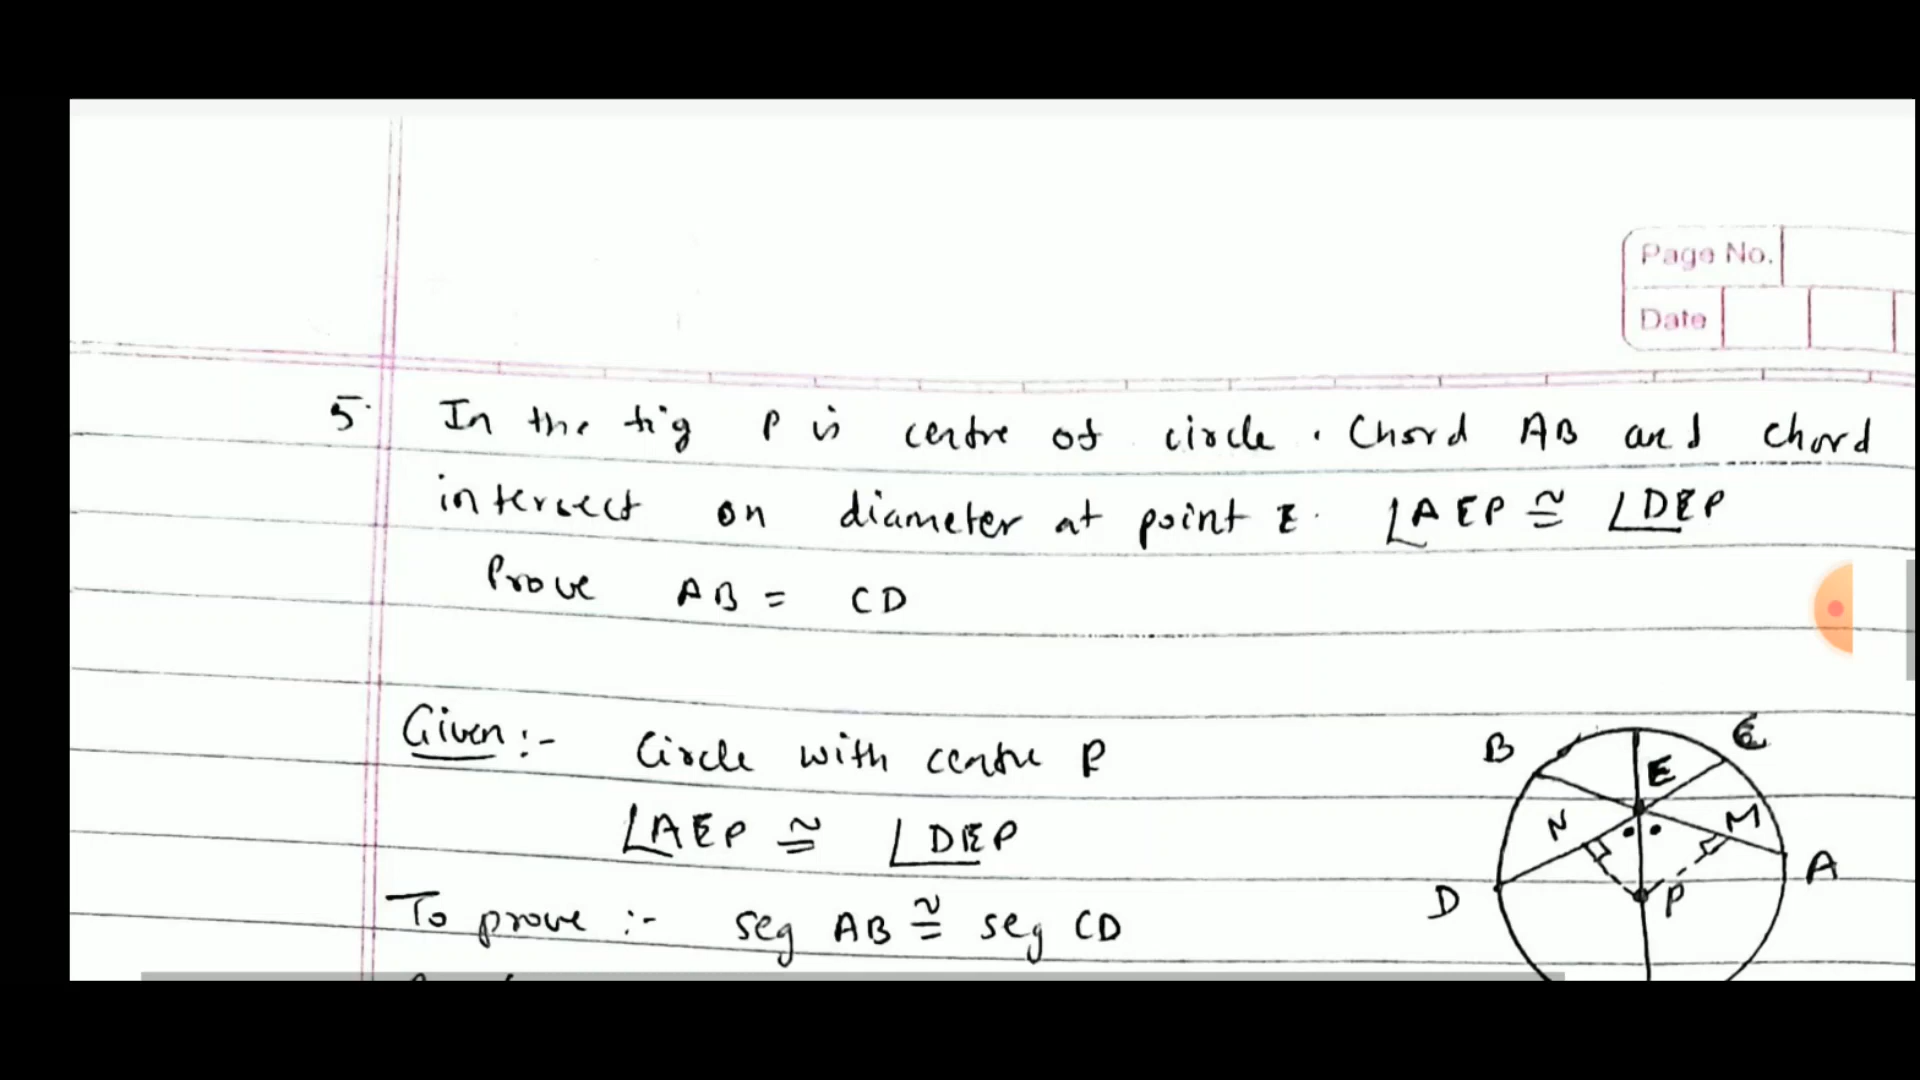 Page No.
Date
5. In the fig P is centre of circle. Chord AB and chord
intersect on diameter at point E. ∠AEP ≅ ∠DEP
Prove AB = CD
Given :- Circle with centre P
∠AEP ≅ ∠DEP
To prove :- seg AB ≅ seg CD
B C
E
N M
D P A